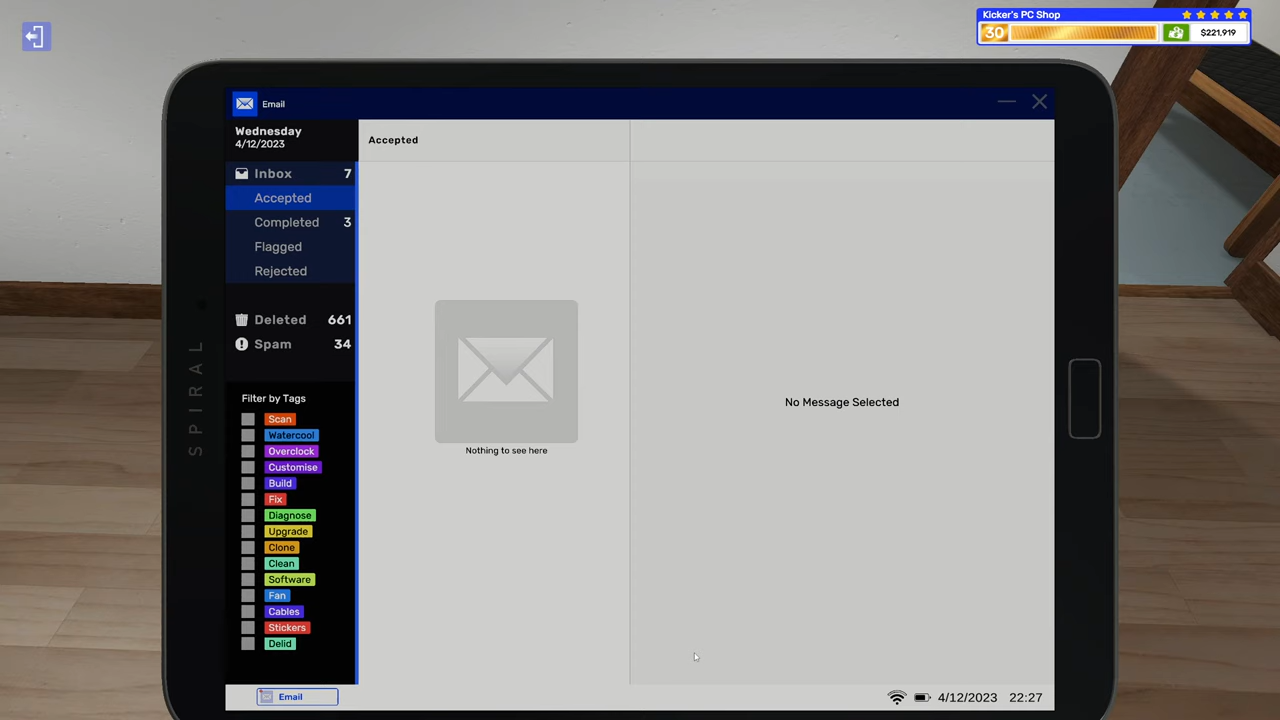 Kicker's PC Shop
30
$221,919
Email
Wednesday
4/12/2023
Accepted
Inbox 7
Accepted
Completed 3
Flagged
Rejected
Deleted 661
Spam 34
Nothing to see here
No Message Selected
Filter by Tags
Scan
Watercool
Overclock
Customise
Build
Fix
Diagnose
Upgrade
Clone
Clean
Software
Fan
Cables
Stickers
Delid
SPIRAL
Email
4/12/2023 22:27